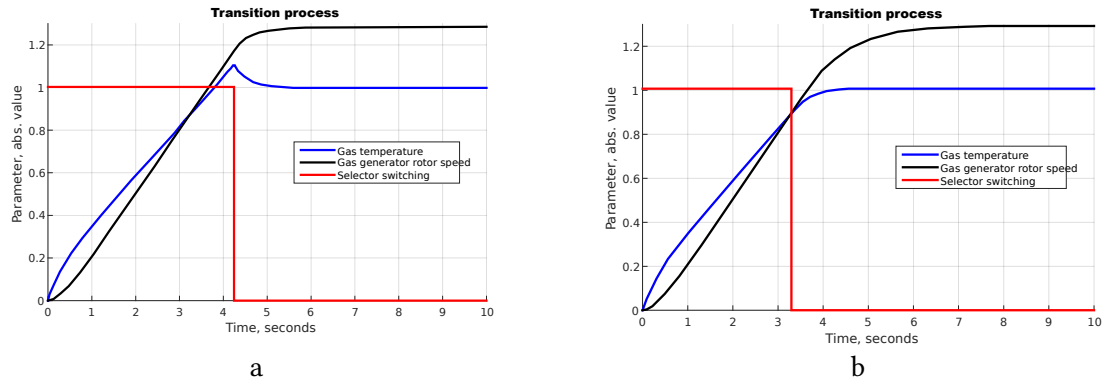 Transition process
Parameter, abs. value
1.2
1
0.8
0.6
0.4
0.2
0
Gas temperature
Gas generator rotor speed
Selector switching
0 1 2 3 4 5 6 7 8 9 10
Time, seconds
a
Transition process
Parameter, abs. value
1.2
1
0.8
0.6
0.4
0.2
0
Gas temperature
Gas generator rotor speed
Selector switching
0 1 2 3 4 5 6 7 8 9 10
Time, seconds
b